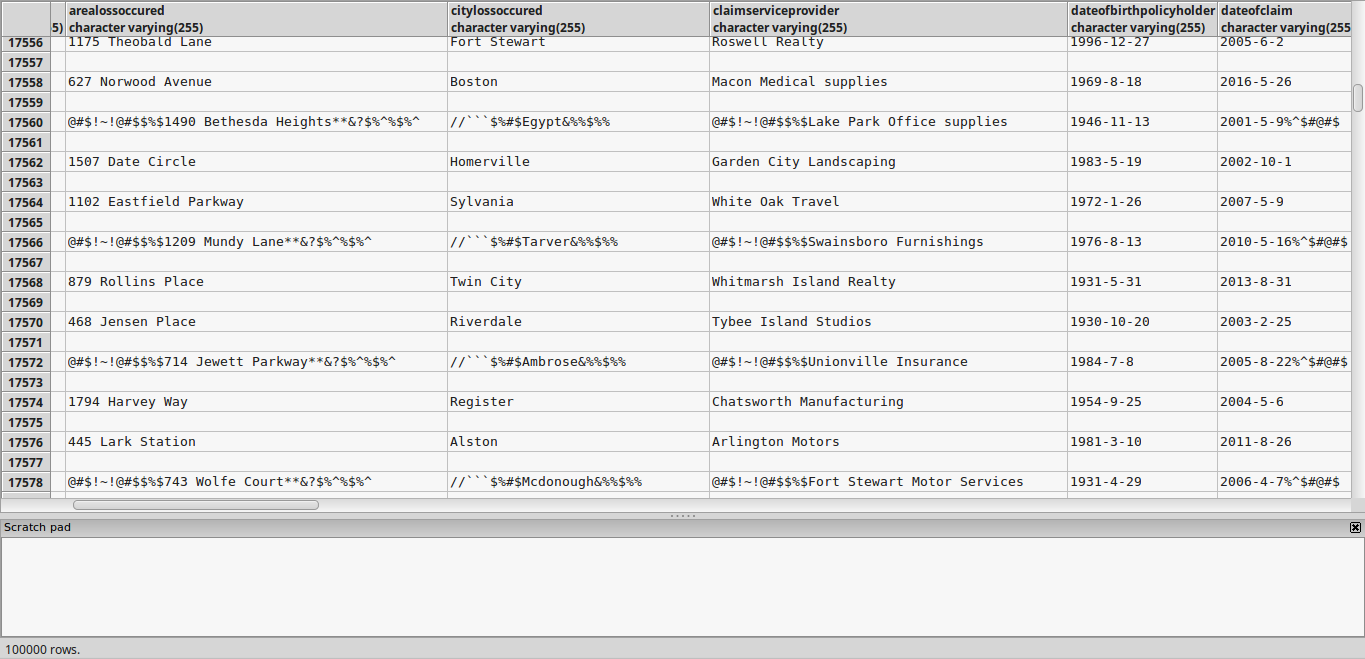 arealossoccured citylossoccured claimserviceprovider dateofbirthpolicyholder dateofclaim
5) character varying(255) character varying(255) character varying(255) character varying(255) character varying(255
17556 1175 Theobald Lane Fort Stewart Roswell Realty 1996-12-27 2005-6-2
17557
17558 627 Norwood Avenue Boston Macon Medical supplies 1969-8-18 2016-5-26
17559
17560 @#$!~!@#$$%$1490 Bethesda Heights**&?$%^%$%^ //```$%#$Egypt&%%$%% @#$!~!@#$$%$Lake Park Office supplies 1946-11-13 2001-5-9%^$#@#$
17561
17562 1507 Date Circle Homerville Garden City Landscaping 1983-5-19 2002-10-1
17563
17564 1102 Eastfield Parkway Sylvania White Oak Travel 1972-1-26 2007-5-9
17565
17566 @#$!~!@#$$%$1209 Mundy Lane**&?$%^%$%^ //```$%#$Tarver&%%$%% @#$!~!@#$$%$Swainsboro Furnishings 1976-8-13 2010-5-16%^$#@#$
17567
17568 879 Rollins Place Twin City Whitmarsh Island Realty 1931-5-31 2013-8-31
17569
17570 468 Jensen Place Riverdale Tybee Island Studios 1930-10-20 2003-2-25
17571
17572 @#$!~!@#$$%$714 Jewett Parkway**&?$%^%$%^ //```$%#$Ambrose&%%$%% @#$!~!@#$$%$Unionville Insurance 1984-7-8 2005-8-22%^$#@#$
17573
17574 1794 Harvey Way Register Chatsworth Manufacturing 1954-9-25 2004-5-6
17575
17576 445 Lark Station Alston Arlington Motors 1981-3-10 2011-8-26
17577
17578 @#$!~!@#$$%$743 Wolfe Court**&?$%^%$%^ //```$%#$Mcdonough&%%$%% @#$!~!@#$$%$Fort Stewart Motor Services 1931-4-29 2006-4-7%^$#@#$
Scratch pad
100000 rows.